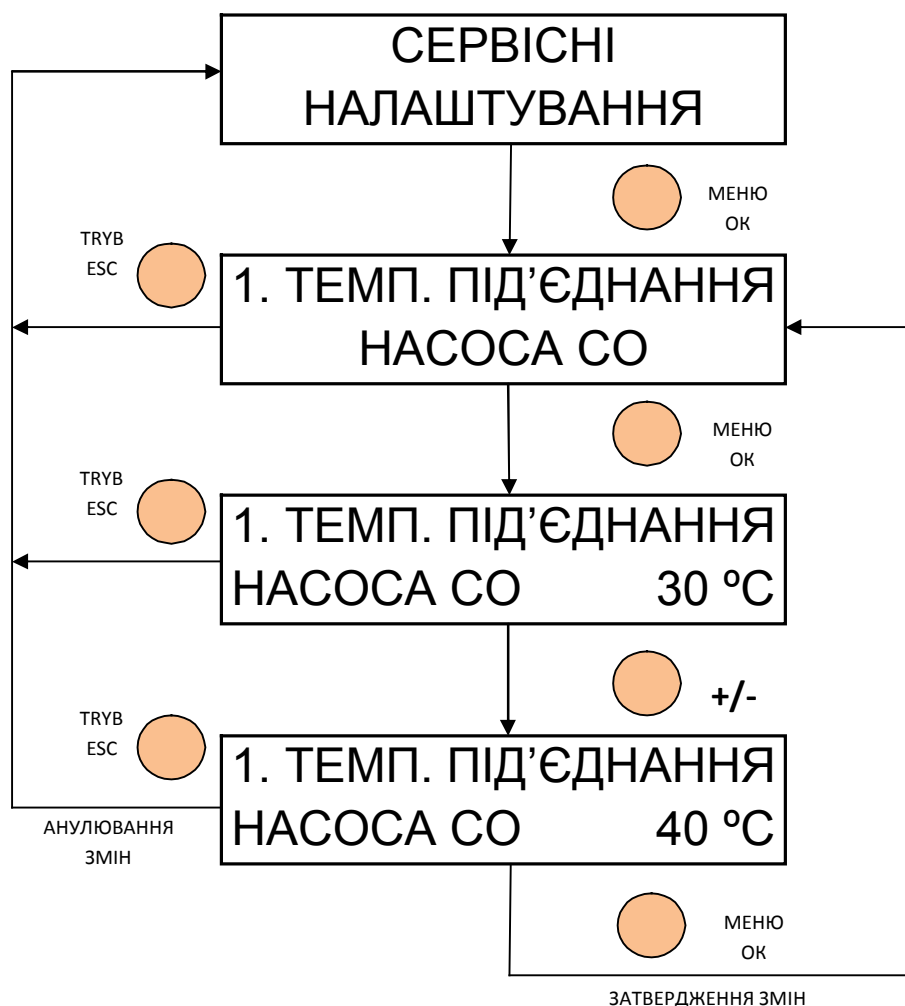 СЕРВІСНІ
НАЛАШТУВАННЯ
МЕНЮ
ОК
TRYB
ESC
1. ТЕМП. ПІД’ЄДНАННЯ
НАСОСА СО
МЕНЮ
ОК
TRYB
ESC
1. ТЕМП. ПІД’ЄДНАННЯ
НАСОСА СО 30 ºC
+/-
TRYB
ESC
1. ТЕМП. ПІД’ЄДНАННЯ
НАСОСА СО 40 ºC
АНУЛЮВАННЯ
ЗМІН
МЕНЮ
ОК
ЗАТВЕРДЖЕННЯ ЗМІН